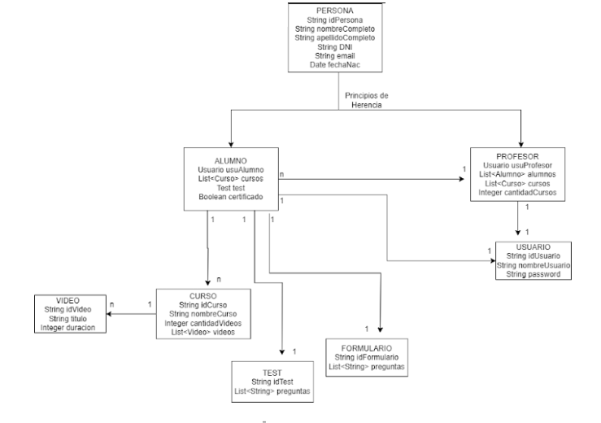 PERSONA
String idPersona
String nombreCompleto
String apellidoCompleto
String DNI
String email
Date fechaNac
Principios de
Herencia
ALUMNO
Usuario usuAlumno
List<Curso> cursos
Test test
Boolean certificado
n
1
PROFESOR
Usuario usuProfesor
List<Alumno> alumnos
List<Curso> cursos
Integer cantidadCursos
1
1
1
1
1
1
1
USUARIO
String idUsuario
String nombreUsuario
String password
n
VIDEO
String idVideo
String titulo
Integer duracion
n
1
CURSO
String idCurso
String nombreCurso
Integer cantidadVideos
List<Video> videos
1
FORMULARIO
String idFormulario
List<String> preguntas
1
TEST
String idTest
List<String> preguntas